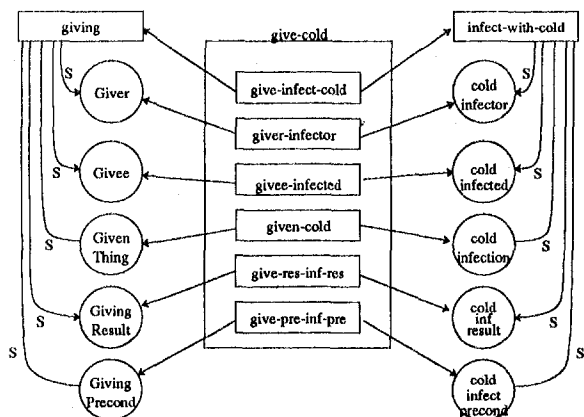 giving
give-cold
infect-with-cold
S
Giver
give-infect-cold
S
cold
infector
giver-infector
S
Givee
givee-infected
S
cold
infected
S
Given
Thing
given-cold
S
cold
infection
give-res-inf-res
S
Giving
Result
cold
inf
result
S
give-pre-inf-pre
S
Giving
Precond
cold
infect
precond
S